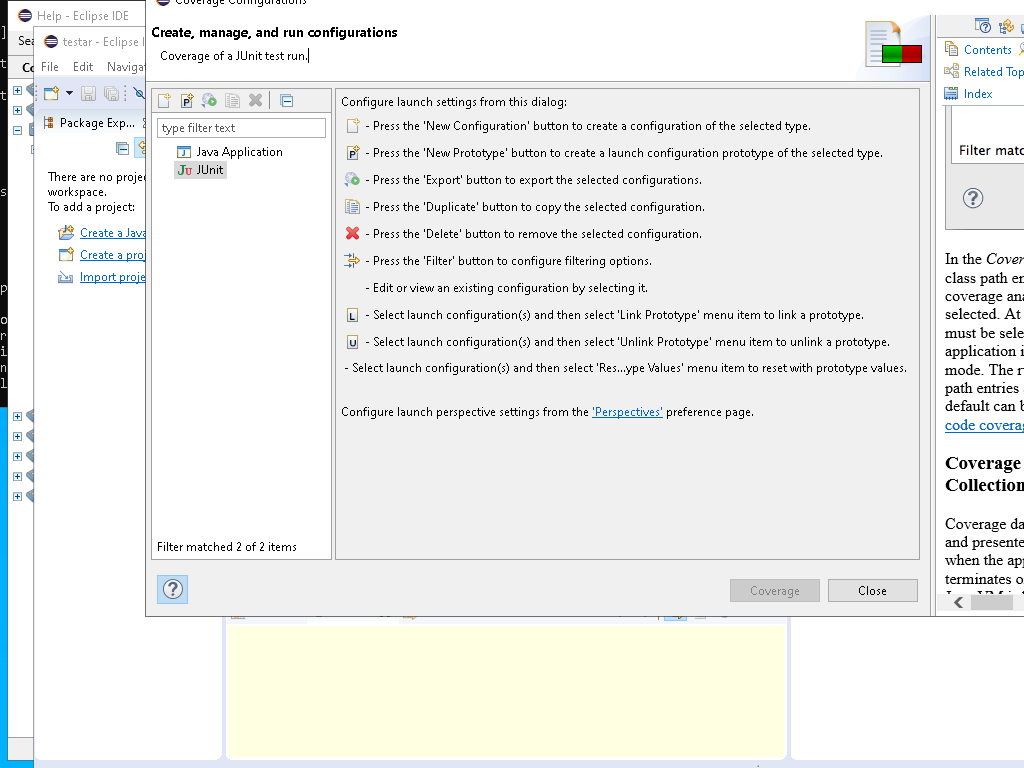 Help - Eclipse IDE
testar - Eclipse I
File Edit Naviga
Package Exp...
There are no proje
workspace.
To add a project:
Create a Java
Create a proj
Import proje
Coverage Configurations
Create, manage, and run configurations
Coverage of a JUnit test run.
type filter text
Java Application
JUnit
Filter matched 2 of 2 items
Configure launch settings from this dialog:
- Press the 'New Configuration' button to create a configuration of the selected type.
- Press the 'New Prototype' button to create a launch configuration prototype of the selected type.
- Press the 'Export' button to export the selected configurations.
- Press the 'Duplicate' button to copy the selected configuration.
- Press the 'Delete' button to remove the selected configuration.
- Press the 'Filter' button to configure filtering options.
- Edit or view an existing configuration by selecting it.
- Select launch configuration(s) and then select 'Link Prototype' menu item to link a prototype.
- Select launch configuration(s) and then select 'Unlink Prototype' menu item to unlink a prototype.
- Select launch configuration(s) and then select 'Res...ype Values' menu item to reset with prototype values.
Configure launch perspective settings from the 'Perspectives' preference page.
Coverage
Close
Contents
Related Top
Index
Filter matc
In the Cover
class path en
coverage ana
selected. At
must be sele
application i
mode. The r
path entries
default can b
code coverag
Coverage
Collection
Coverage da
and presente
when the app
terminates o